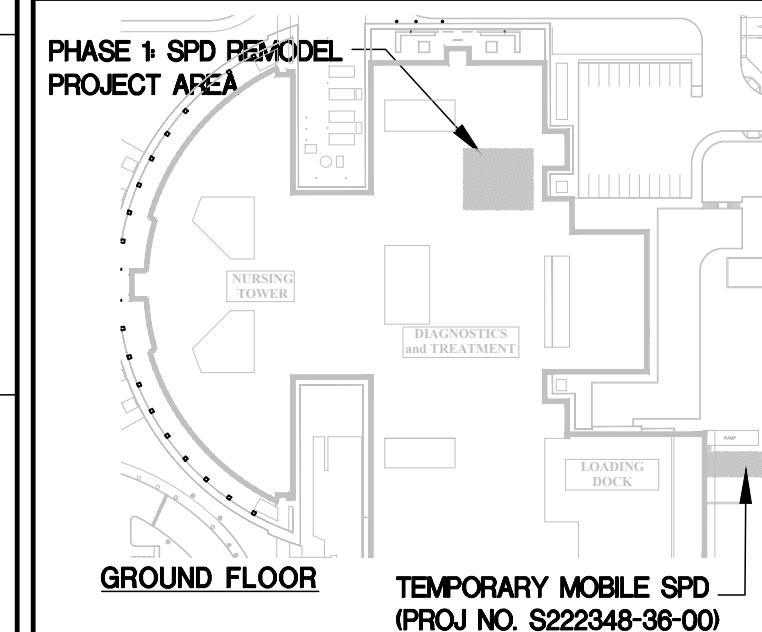 PHASE 1: SPD REMODEL
PROJECT AREA
NURSING
TOWER
DIAGNOSTICS
and TREATMENT
RAMP
LOADING
DOCK
GROUND FLOOR
TEMPORARY MOBILE SPD
(PROJ NO. S222348-36-00)